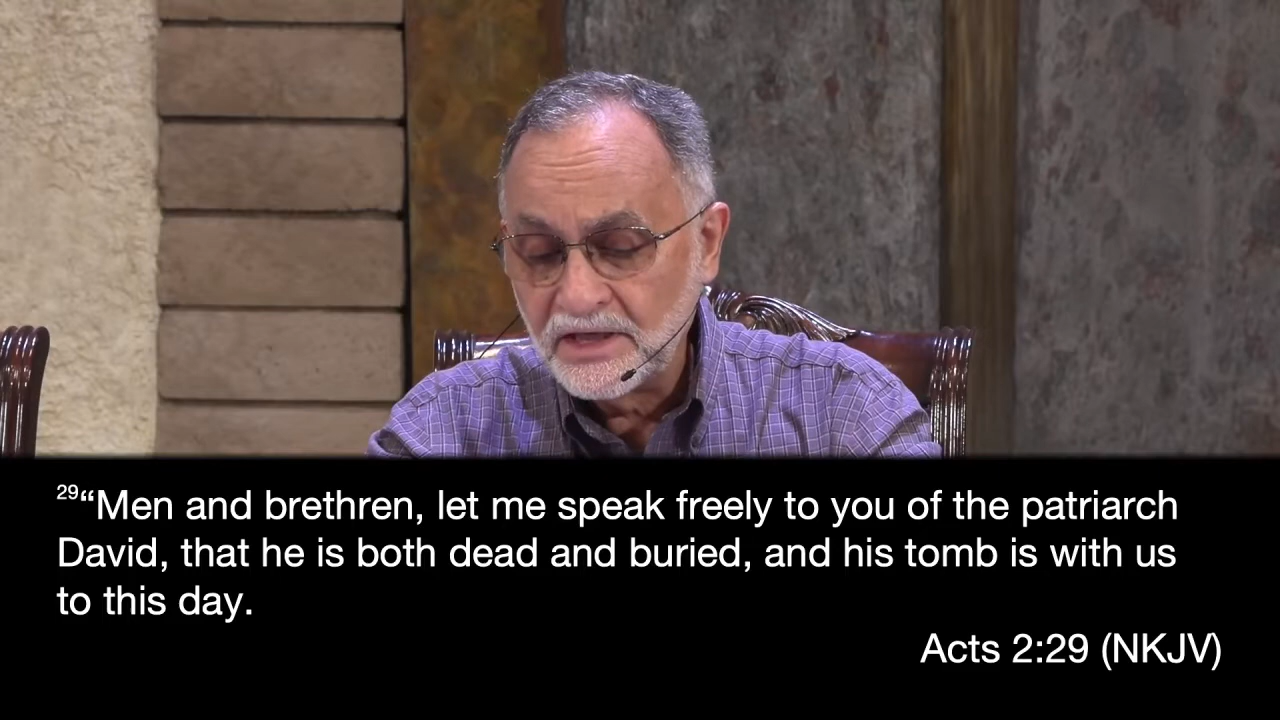 29“Men and brethren, let me speak freely to you of the patriarch
David, that he is both dead and buried, and his tomb is with us
to this day.
Acts 2:29 (NKJV)